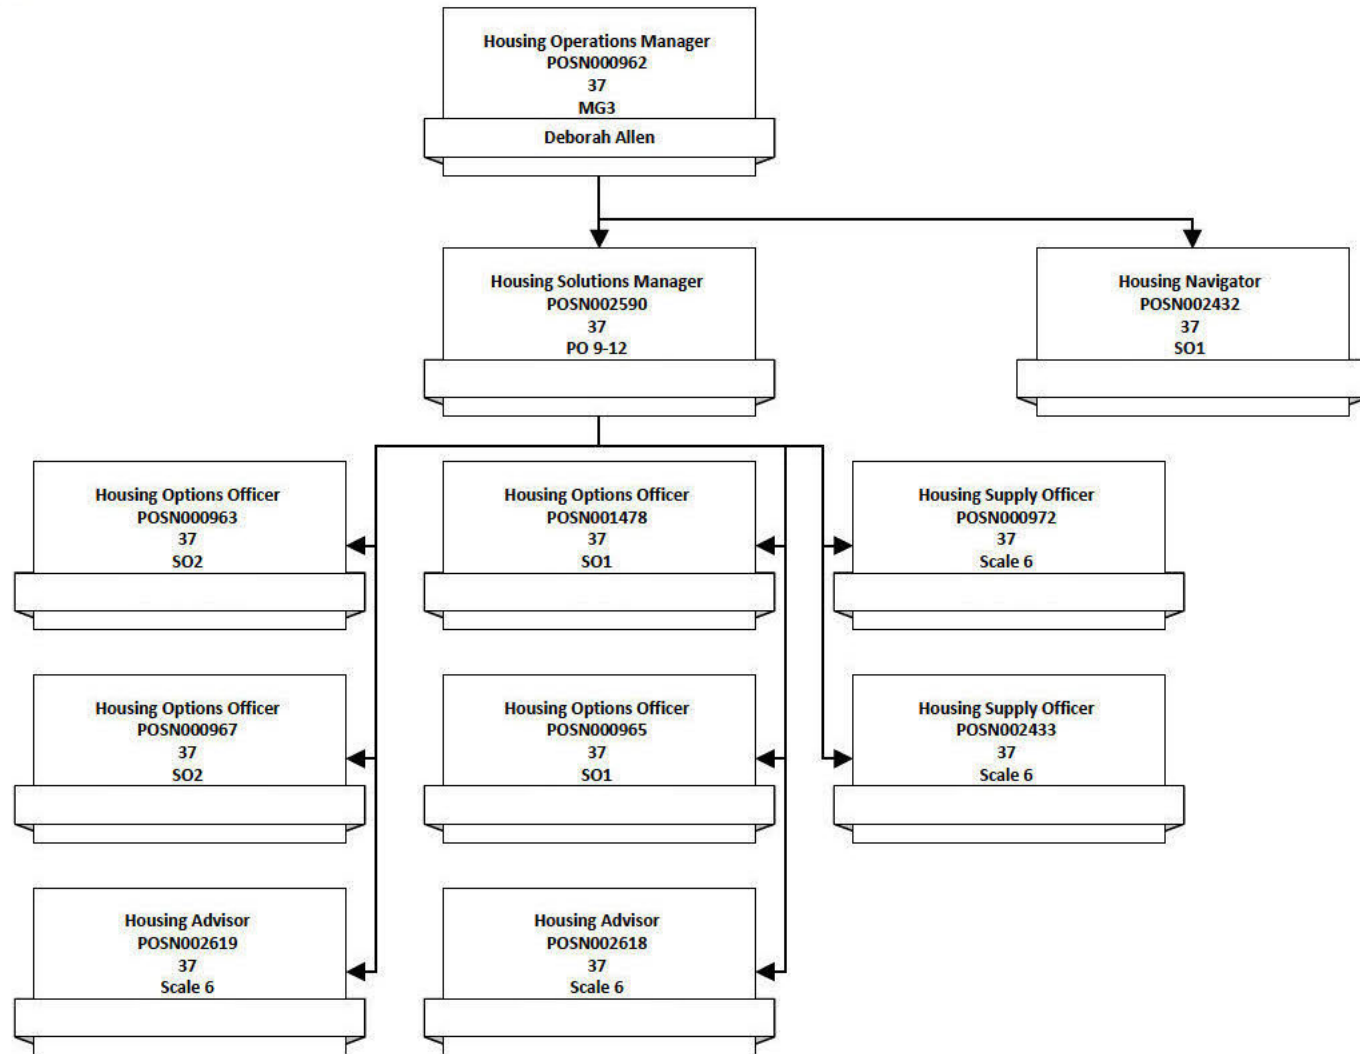 Housing Operations Manager
POSN000962
37
MG3
Deborah Allen
Housing Solutions Manager
POSN002590
37
PO 9-12
Housing Navigator
POSN002432
37
SO1
Housing Options Officer
POSN000963
37
SO2
Housing Options Officer
POSN001478
37
SO1
Housing Supply Officer
POSN000972
37
Scale 6
Housing Options Officer
POSN000967
37
SO2
Housing Options Officer
POSN000965
37
SO1
Housing Supply Officer
POSN002433
37
Scale 6
Housing Advisor
POSN002619
37
Scale 6
Housing Advisor
POSN002618
37
Scale 6